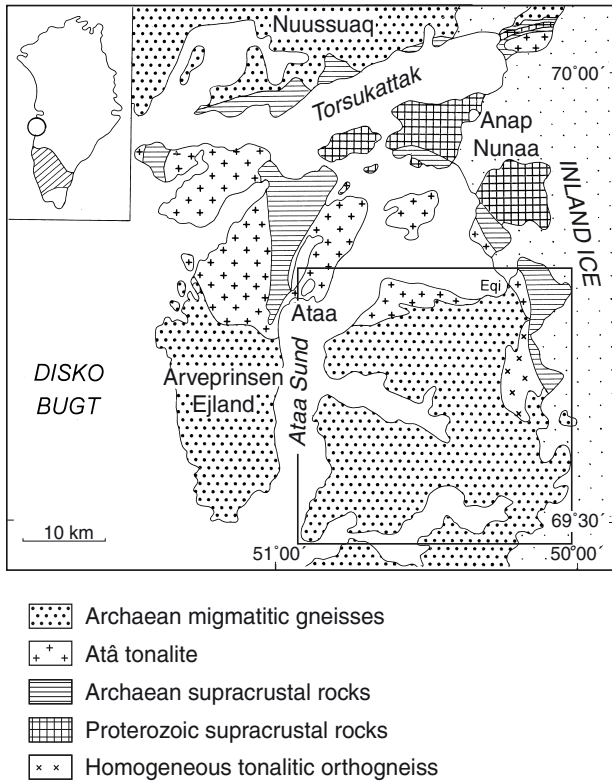 Nuussuaq
70°00´
Torsukattak
Anap
Nunaa
INLAND ICE
Eqi
Ataa
DISKO
BUGT
Arveprinsen
Ejland
Ataa Sund
69°30´
10 km
51°00´
50°00´
Archaean migmatitic gneisses
Atâ tonalite
Archaean supracrustal rocks
Proterozoic supracrustal rocks
Homogeneous tonalitic orthogneiss